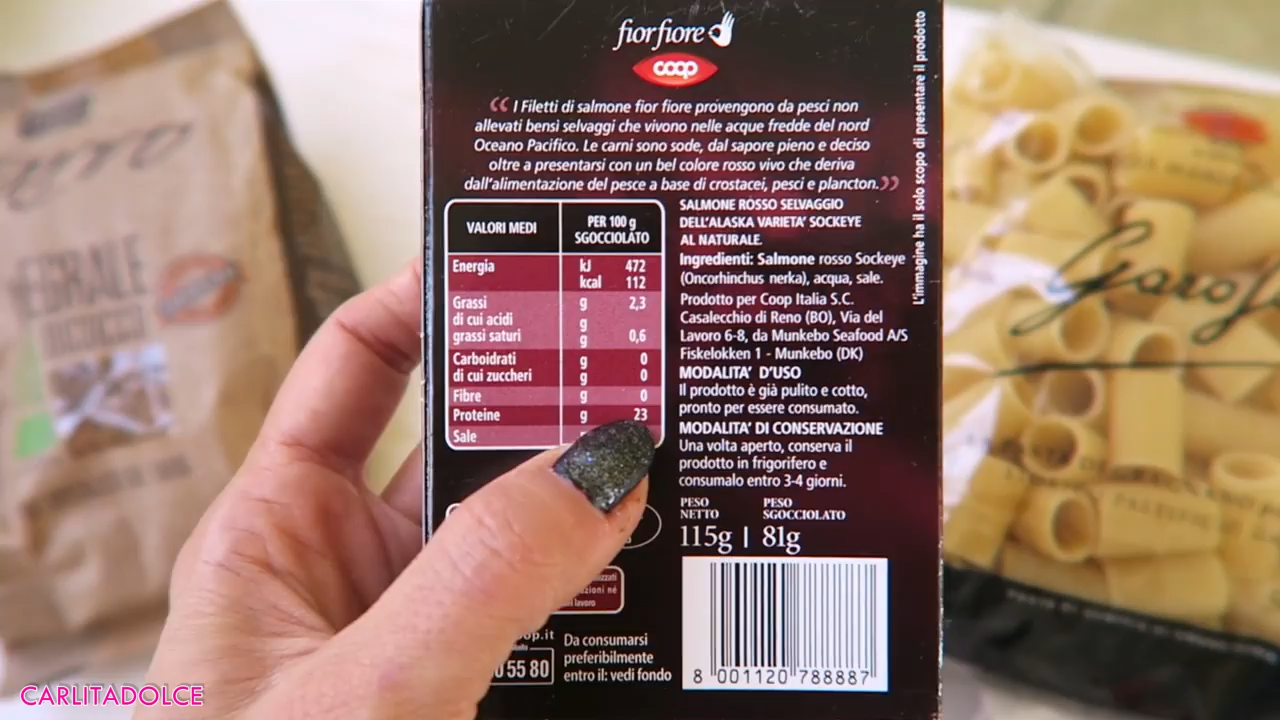 fiorfiore
coop
“ I Filetti di salmone fior fiore provengono da pesci non
allevati bensì selvaggi che vivono nelle acque fredde del nord
Oceano Pacifico. Le carni sono sode, dal sapore pieno e deciso
oltre a presentarsi con un bel colore rosso vivo che deriva
dall'alimentazione del pesce a base di crostacei, pesci e plancton.”
L'immagine ha il solo scopo di presentare il prodotto
VALORI MEDI PER 100 g
SGOCCIOLATO
Energia kJ 472
kcal 112
Grassi g 2,3
di cui acidi g
grassi saturi g 0,6
Carboidrati g 0
di cui zuccheri g 0
Fibre g 0
Proteine g 23
Sale
SALMONE ROSSO SELVAGGIO
DELL'ALASKA VARIETA' SOCKEYE
AL NATURALE.
Ingredienti: Salmone rosso Sockeye
(Oncorhinchus nerka), acqua, sale.
Prodotto per Coop Italia S.C.
Casalecchio di Reno (BO), Via del
Lavoro 6-8, da Munkebo Seafood A/S
Fiskelokken 1 - Munkebo (DK)
MODALITA' D'USO
Il prodotto è già pulito e cotto,
pronto per essere consumato.
MODALITA' DI CONSERVAZIONE
Una volta aperto, conserva il
prodotto in frigorifero e
consumalo entro 3-4 giorni.
PESO PESO
NETTO SGOCCIOLATO
115g | 81g
lavoro
55 80
Da consumarsi
preferibilmente
entro il: vedi fondo
8 001120 788887
CARLITADOLCE